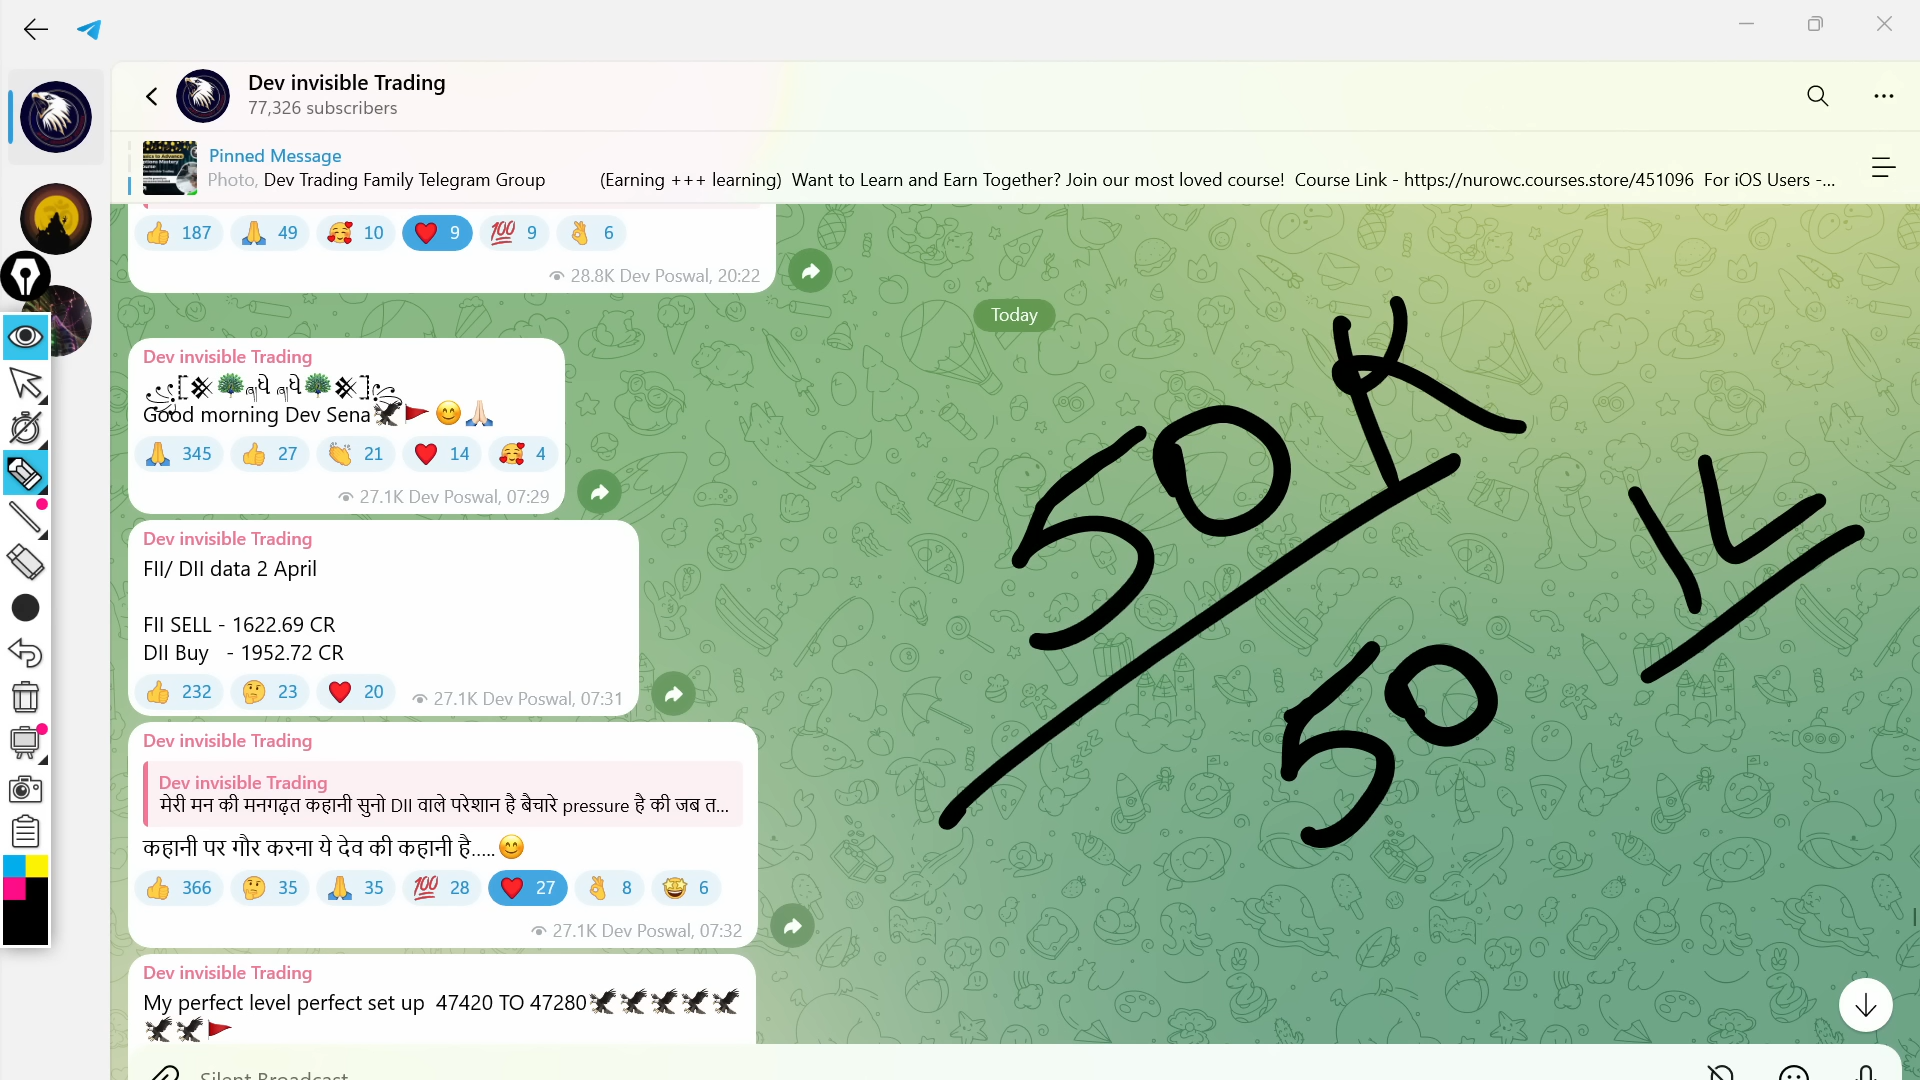 Dev invisible Trading
77,326 subscribers
Pinned Message
Photo, Dev Trading Family Telegram Group (Earning +++ learning) Want to Learn and Earn Together? Join our most loved course! Course Link - https://nurowc.courses.store/451096 For iOS Users -...
187 49 10 9 9 6
28.8K Dev Poswal, 20:22
Today
Dev invisible Trading
Good morning Dev Sena
345 27 21 14 4
27.1K Dev Poswal, 07:29
Dev invisible Trading
FII/ DII data 2 April
FII SELL - 1622.69 CR
DII Buy - 1952.72 CR
232 23 20
27.1K Dev Poswal, 07:31
Dev invisible Trading
Dev invisible Trading
मेरी मन की मनगढ़त कहानी सुनो DII वाले परेशान है बैचारे pressure है की जब त...
कहानी पर गौर करना ये देव की कहानी है.....
366 35 35 28 27 8 6
27.1K Dev Poswal, 07:32
Dev invisible Trading
My perfect level perfect set up 47420 TO 47280
Silent Broadcast
50K
50